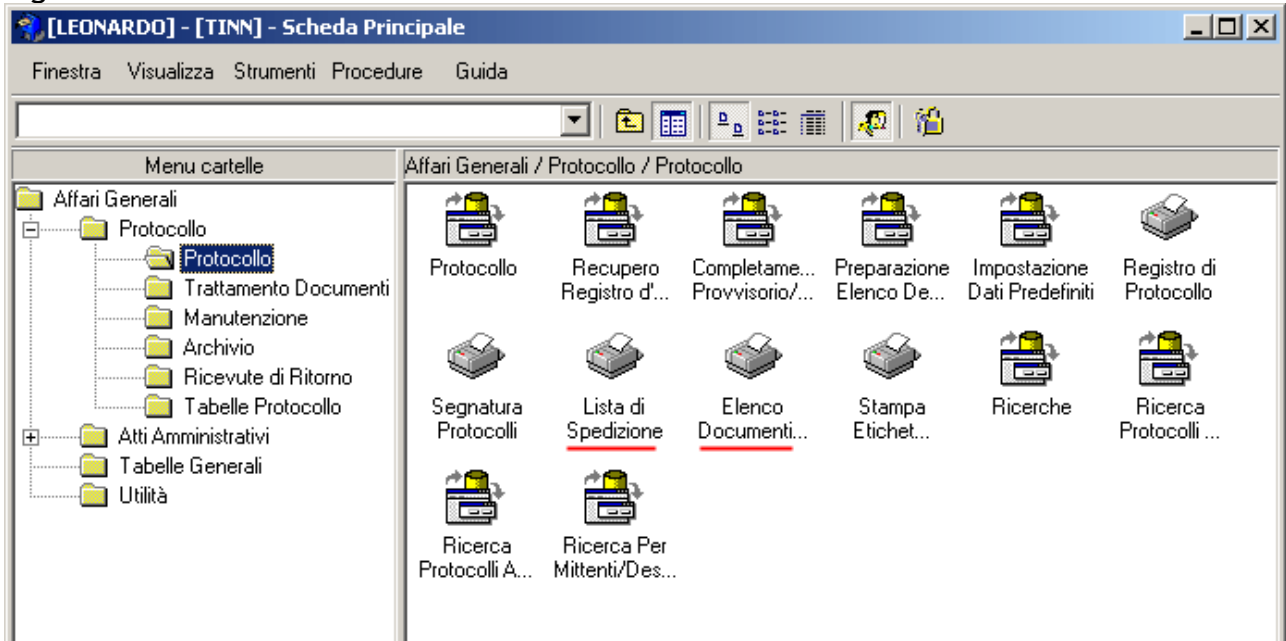 [LEONARDO] - [TINN] - Scheda Principale
Finestra Visualizza Strumenti Procedure Guida
Menu cartelle
Affari Generali / Protocollo / Protocollo
Affari Generali
Protocollo
Protocollo
Trattamento Documenti
Manutenzione
Archivio
Ricevute di Ritorno
Tabelle Protocollo
Atti Amministrativi
Tabelle Generali
Utilità
Protocollo
Recupero
Registro d'...
Completame...
Provvisorio/...
Preparazione
Elenco De...
Impostazione
Dati Predefiniti
Registro di
Protocollo
Segnatura
Protocolli
Lista di
Spedizione
Elenco
Documenti...
Stampa
Etichet...
Ricerche
Ricerca
Protocolli ...
Ricerca
Protocolli A...
Ricerca Per
Mittenti/Des...